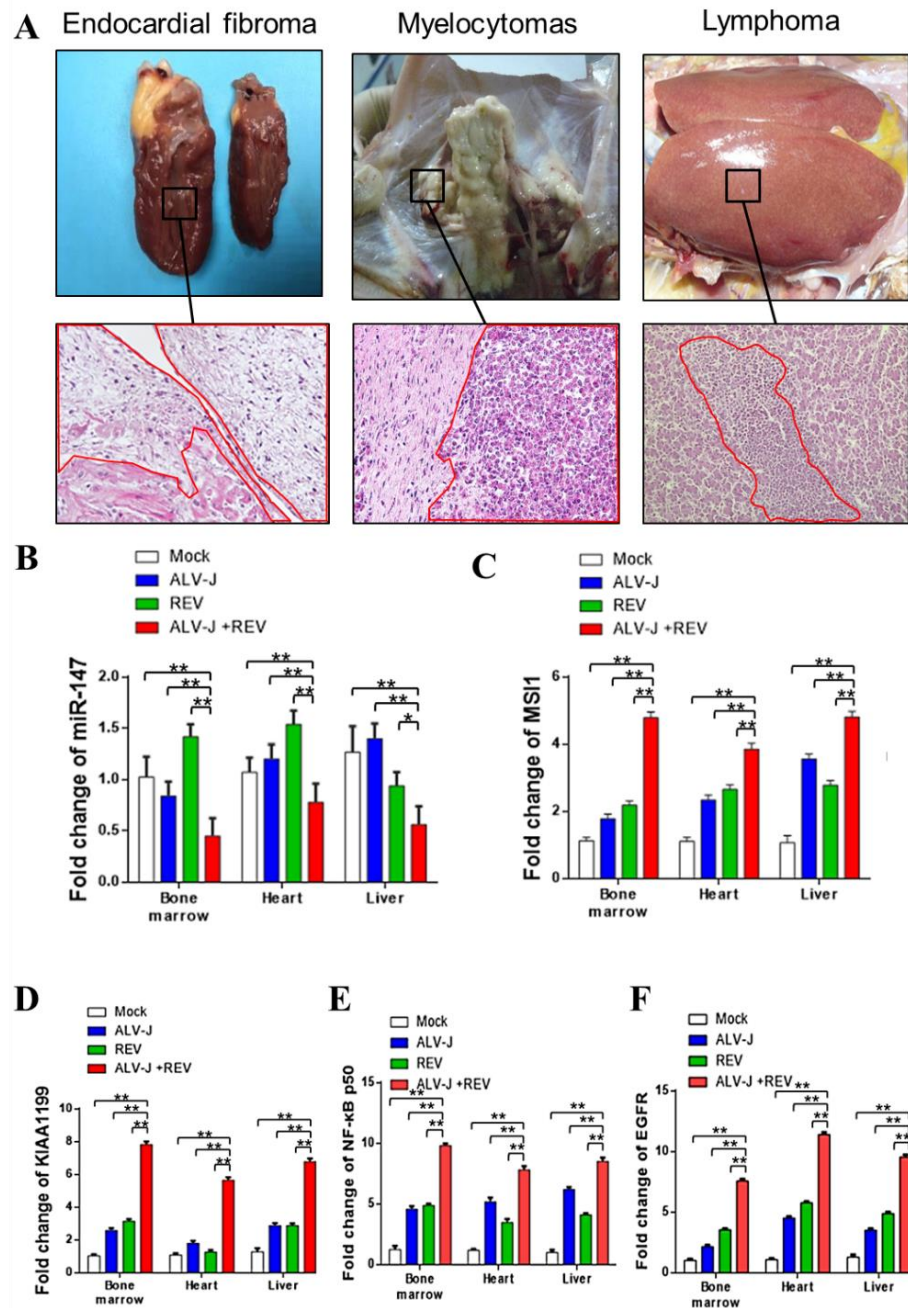 A
Endocardial fibroma
Myelocytomas
Lymphoma
B
Mock
ALV-J
REV
ALV-J +REV
Fold change of miR-147
2.0
1.5
1.0
0.5
0.0
** ** **
** ** **
** ** *
Bone marrow
Heart
Liver
C
Mock
ALV-J
REV
ALV-J +REV
Fold change of MSI1
6
4
2
0
** ** **
** ** **
** ** **
Bone marrow
Heart
Liver
D
Mock
ALV-J
REV
ALV-J +REV
Fold change of KIAA1199
10
8
6
4
2
0
** ** **
** ** **
** ** **
Bone marrow
Heart
Liver
E
Mock
ALV-J
REV
ALV-J +REV
Fold change of NF-κB p50
15
10
5
0
** ** **
** ** **
** ** **
Bone marrow
Heart
Liver
F
Mock
ALV-J
REV
ALV-J +REV
Fold change of EGFR
15
10
5
0
** ** **
** ** **
** ** **
Bone marrow
Heart
Liver